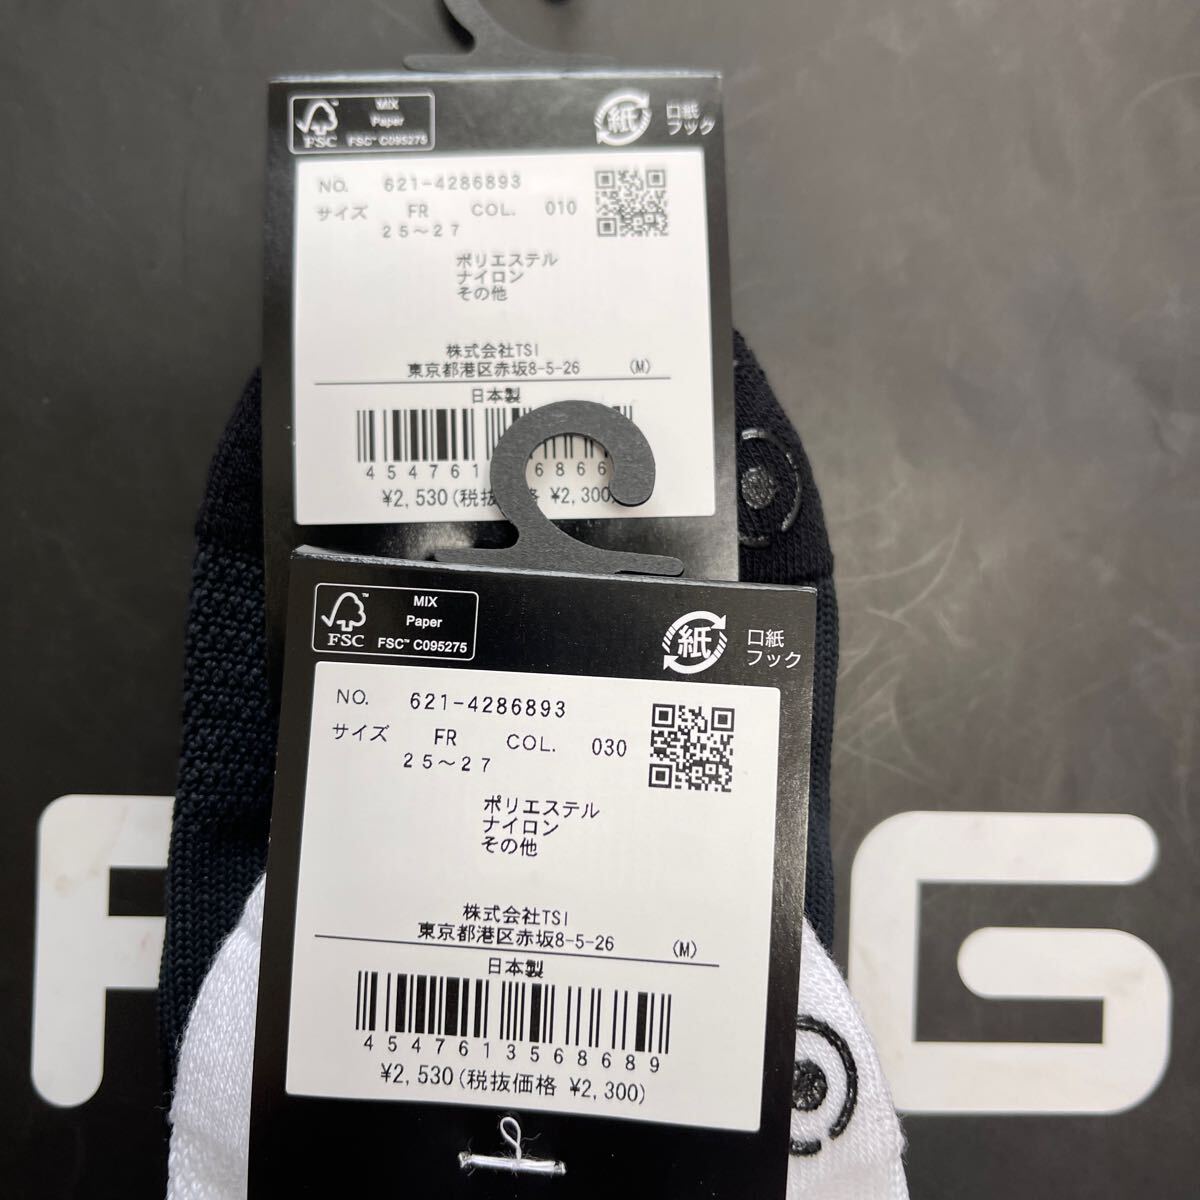 FSC
MIX
Paper
FSC™ C095275
紙
口紙
フック
NO. 621-4286893
サイズ FR COL. 010
25～27
ポリエステル
ナイロン
その他
株式会社TSI
東京都港区赤坂8-5-26 (M)
日本製
¥2,530(税抜 格 ¥2,300)
FSC
MIX
Paper
FSC™ C095275
紙
口紙
フック
NO. 621-4286893
サイズ FR COL. 030
25～27
ポリエステル
ナイロン
その他
株式会社TSI
東京都港区赤坂8-5-26 (M)
日本製
4547613568689
¥2,530(税抜価格 ¥2,300)
G